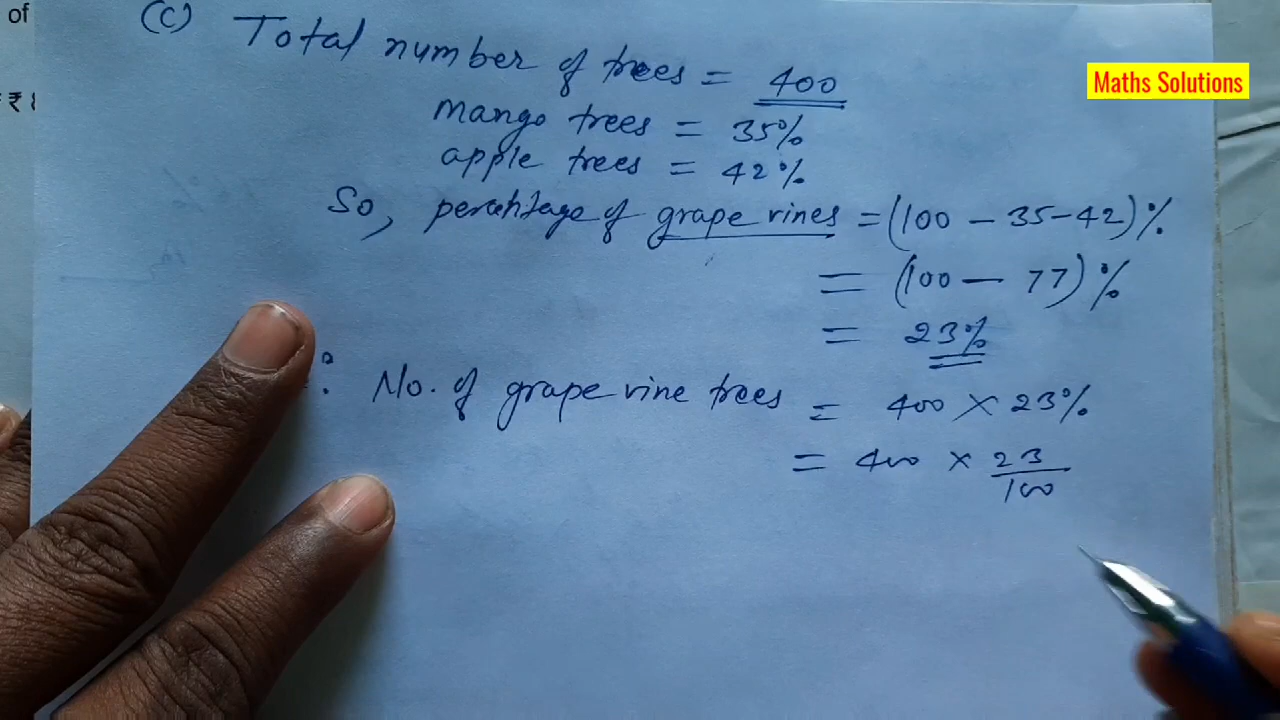 of
(c) Total number of trees = 400
₹
Maths Solutions
mango trees = 35%
apple trees = 42%
So, percentage of grape vines = (100 - 35 - 42)%
= (100 - 77)%
= 23%
∴ No. of grape vine trees = 400 × 23%
= 400 × 23/100